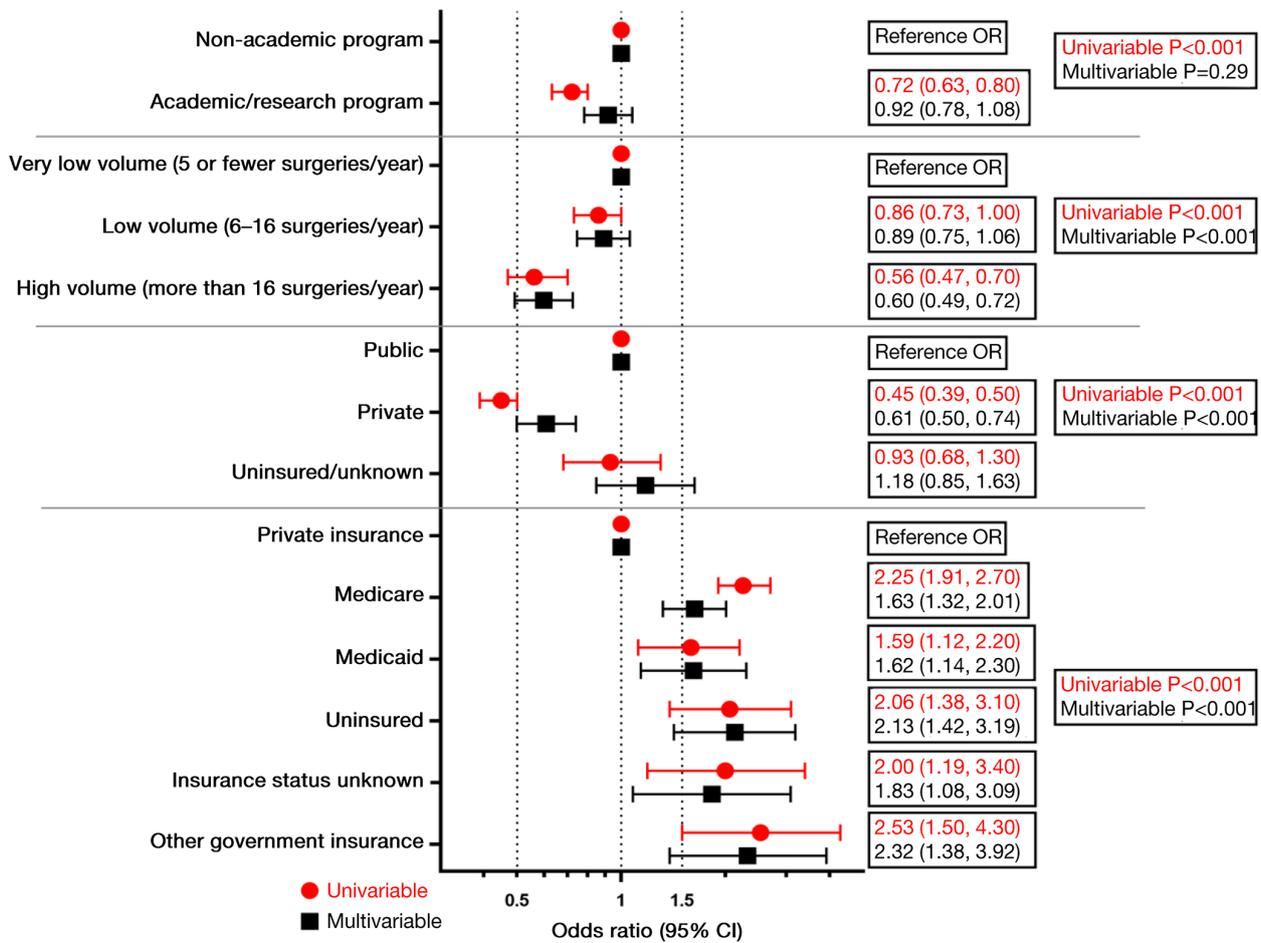 Non-academic program
Reference OR
Univariable P<0.001
Multivariable P=0.29
Academic/research program
0.72 (0.63, 0.80)
0.92 (0.78, 1.08)
Very low volume (5 or fewer surgeries/year)
Reference OR
Low volume (6–16 surgeries/year)
0.86 (0.73, 1.00)
0.89 (0.75, 1.06)
Univariable P<0.001
Multivariable P<0.001
High volume (more than 16 surgeries/year)
0.56 (0.47, 0.70)
0.60 (0.49, 0.72)
Public
Reference OR
Private
0.45 (0.39, 0.50)
0.61 (0.50, 0.74)
Univariable P<0.001
Multivariable P<0.001
Uninsured/unknown
0.93 (0.68, 1.30)
1.18 (0.85, 1.63)
Private insurance
Reference OR
Medicare
2.25 (1.91, 2.70)
1.63 (1.32, 2.01)
Medicaid
1.59 (1.12, 2.20)
1.62 (1.14, 2.30)
Univariable P<0.001
Multivariable P<0.001
Uninsured
2.06 (1.38, 3.10)
2.13 (1.42, 3.19)
Insurance status unknown
2.00 (1.19, 3.40)
1.83 (1.08, 3.09)
Other government insurance
2.53 (1.50, 4.30)
2.32 (1.38, 3.92)
0.5 1 1.5
Univariable
Multivariable
Odds ratio (95% CI)